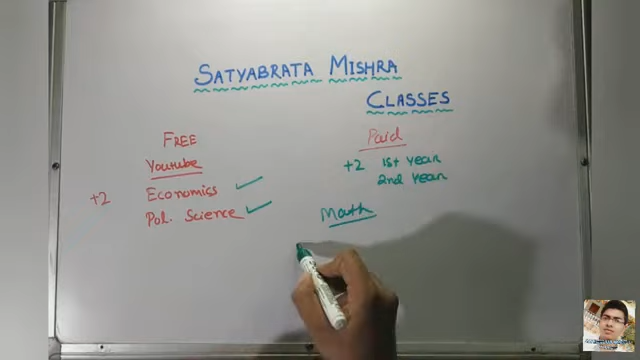 SATYABRATA MISHRA
CLASSES
FREE
Youtube
+2 Economics ✓
Pol. Science ✓
Paid
+2 1st year
2nd year
Math